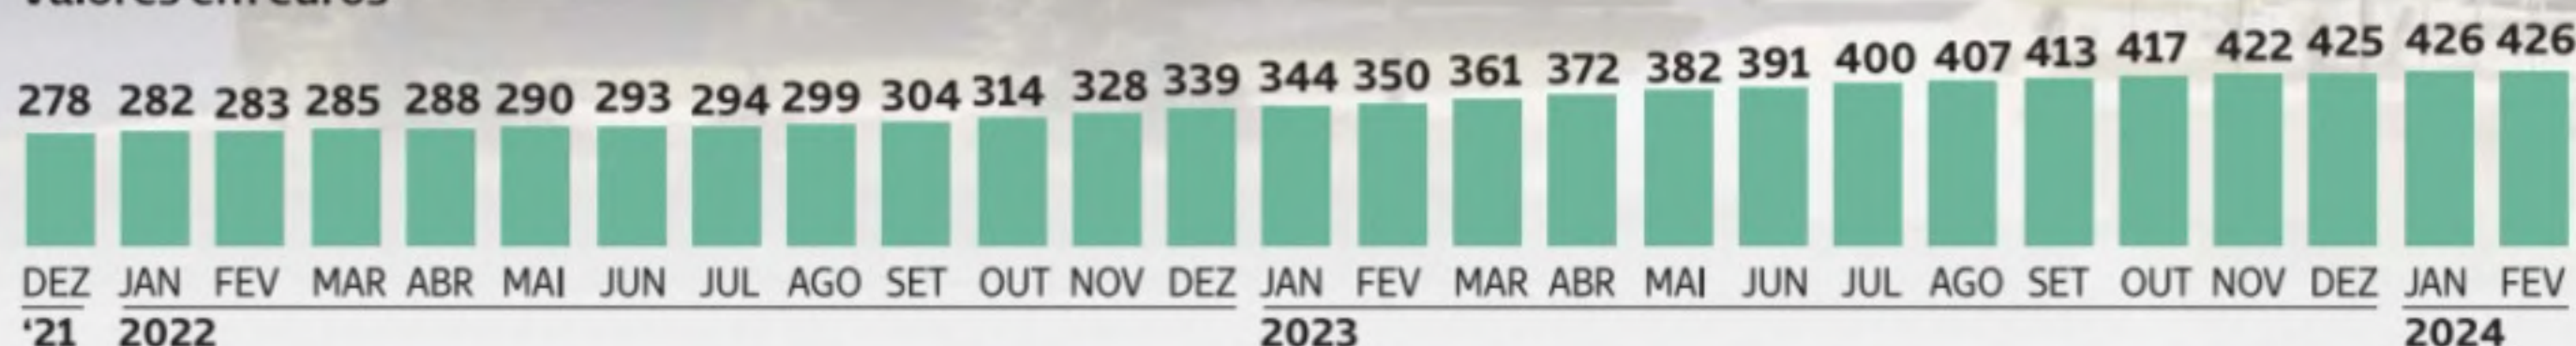 Valores em euros
278 282 283 285 288 290 293 294 299 304 314 328 339 344 350 361 372 382 391 400 407 413 417 422 425 426 426
DEZ JAN FEV MAR ABR MAI JUN JUL AGO SET OUT NOV DEZ JAN FEV MAR ABR MAI JUN JUL AGO SET OUT NOV DEZ JAN FEV
‘21 2022 2023 2024